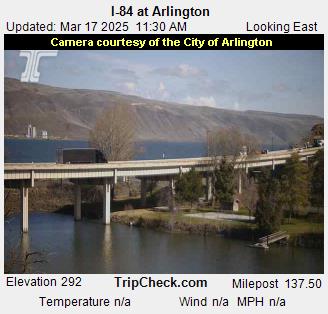 I-84 at Arlington
Updated: Mar 17 2025 11:30 AM Looking East
Camera courtesy of the City of Arlington
Elevation 292 TripCheck.com Milepost 137.50
Temperature n/a Wind n/a MPH n/a